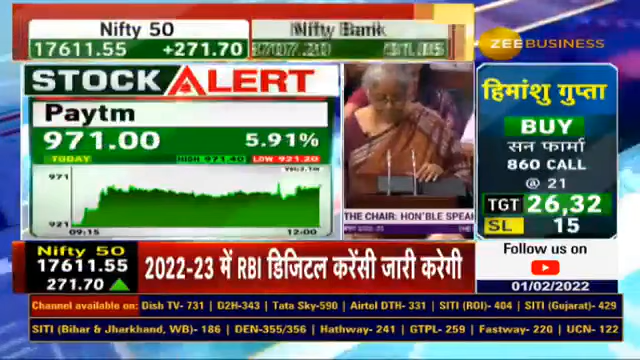 Nifty 50
17611.55 +271.70
Nifty Bank
ZEE BUSINESS
STOCK ALERT
Paytm
971.00 5.91%
TODAY HIGH 971.40 LOW 921.20
971
921
09:15 12:00
THE CHAIR: HON'BLE SPEAK
हिमांशु गुप्ता
BUY
सन फार्मा
860 CALL
@ 21
TGT 26,32
SL 15
Nifty 50
17611.55
271.70
2022-23 में RBI डिजिटल करेंसी जारी करेगी
Follow us on
01/02/2022
Channel available on: Dish TV- 731 | D2H-343 | Tata Sky-590 | Airtel DTH- 331 | SITI (ROI)- 404 | SITI (Gujarat)- 429
SITI (Bihar & Jharkhand, WB)- 186 | DEN-355/356 | Hathway- 241 | GTPL- 259 | Fastway- 220 | UCN- 122